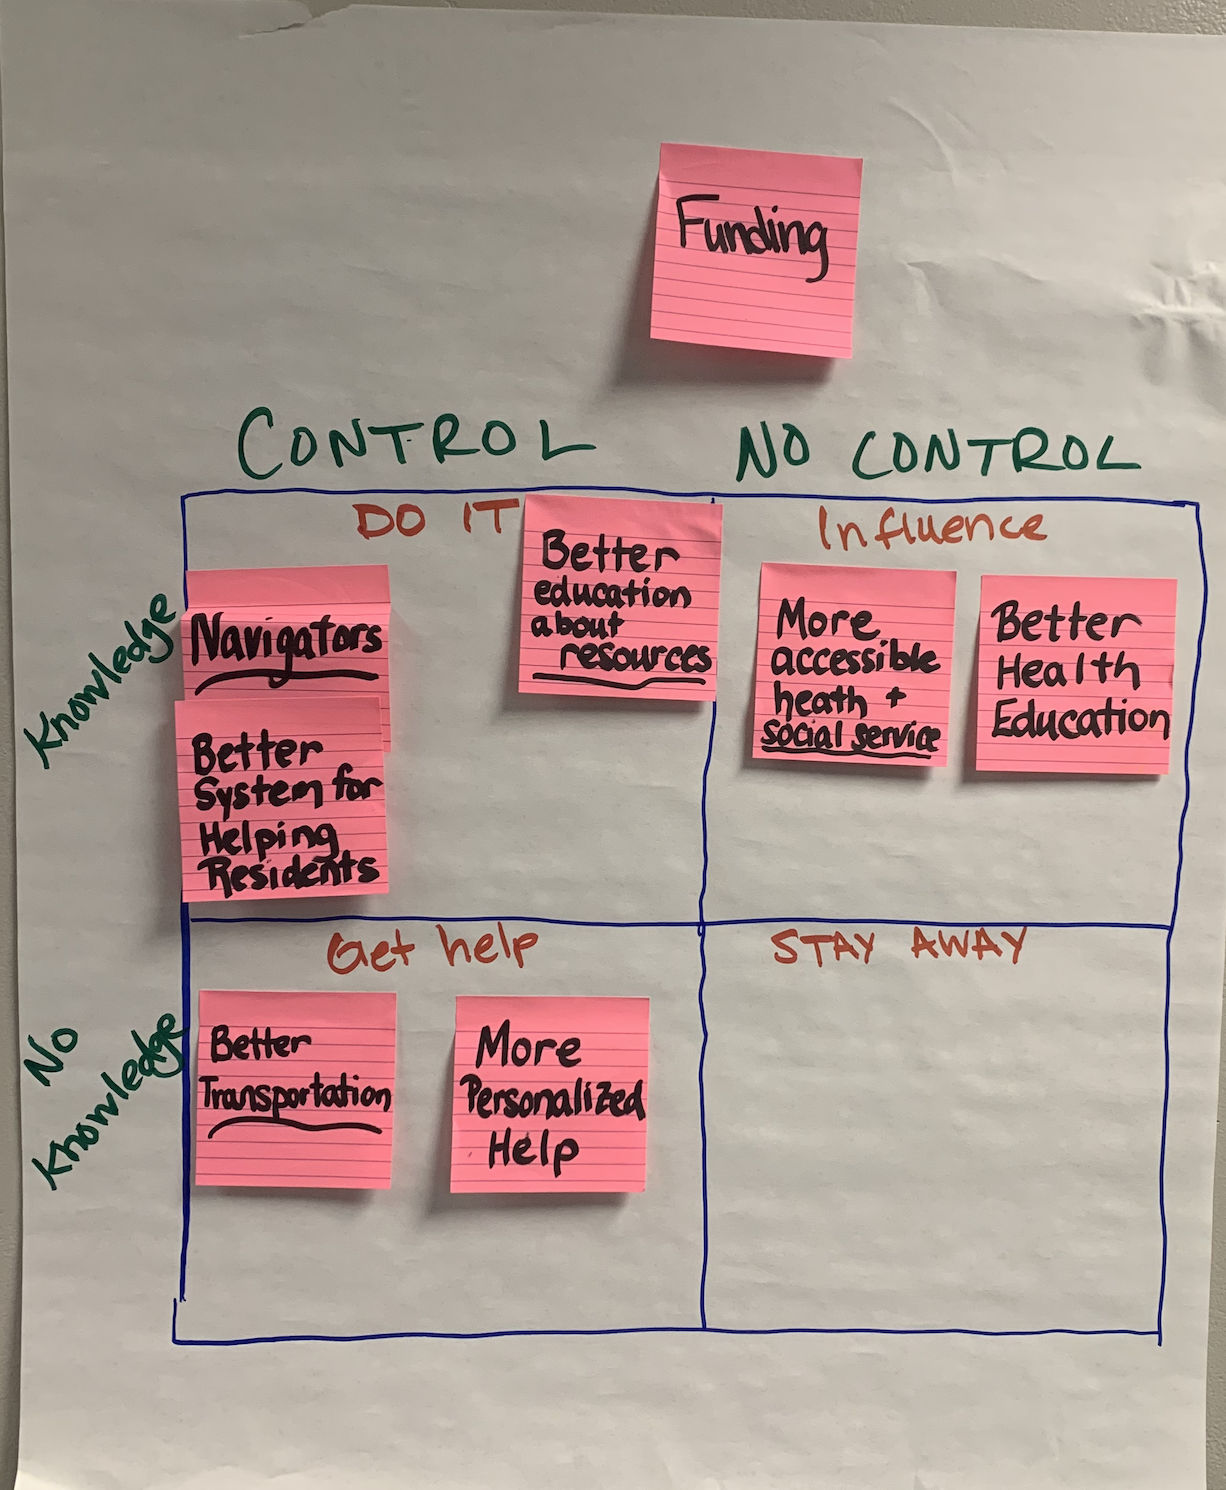 Funding
CONTROL
NO CONTROL
DO IT
Influence
Knowledge
Navigators
Better
System for
Helping
Residents
Better
education
about
resources
More
accessible
heath +
social service
Better
Health
Education
Get help
STAY AWAY
No
Knowledge
Better
Transportation
More
Personalized
Help